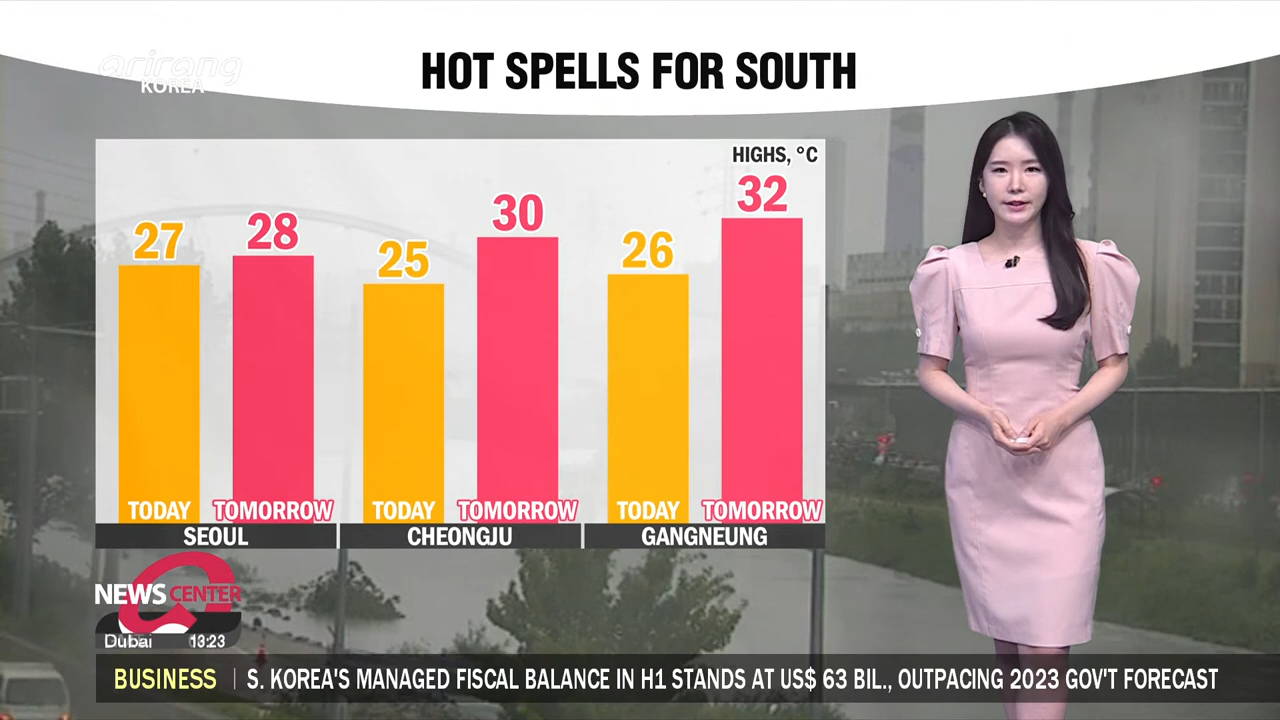 arirang
KOREA
HOT SPELLS FOR SOUTH
HIGHS, °C
27
28
25
30
26
32
TODAY
TOMORROW
TODAY
TOMORROW
TODAY
TOMORROW
SEOUL
CHEONGJU
GANGNEUNG
NEWS CENTER
Dubai 13:23
BUSINESS | S. KOREA'S MANAGED FISCAL BALANCE IN H1 STANDS AT US$ 63 BIL., OUTPACING 2023 GOV'T FORECAST